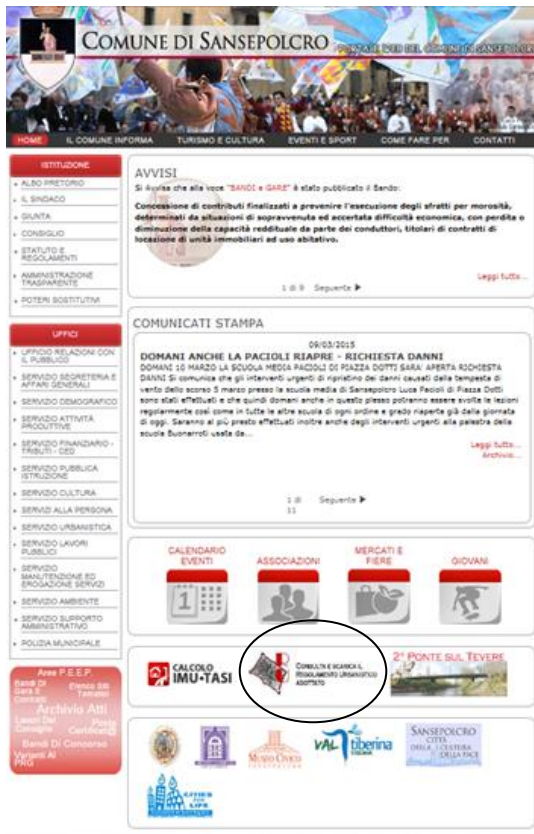 COMUNE DI SANSEPOLCRO
PORTALE WEB DEL COMUNE DI SANSEPOLCRO
HOME IL COMUNE INFORMA TURISMO E CULTURA EVENTI E SPORT COME FARE PER CONTATTI
ISTITUZIONE
ALBO PRETORIO
IL SINDACO
GIUNTA
CONSIGLIO
STATUTO E
REGOLAMENTI
AMMINISTRAZIONE
TRASPARENTE
POTERI SOSTITUTIVI
UFFICI
UFFICIO RELAZIONI CON
IL PUBBLICO
SERVIZIO SEGRETERIA E
AFFARI GENERALI
SERVIZIO DEMOGRAFICO
SERVIZIO ATTIVITÀ
PRODUTTIVE
SERVIZIO FINANZIARIO -
TRIBUTI - CED
SERVIZIO PUBBLICA
ISTRUZIONE
SERVIZIO CULTURA
SERVIZI ALLA PERSONA
SERVIZIO URBANISTICA
SERVIZIO LAVORI
PUBBLICI
SERVIZIO
MANUTENZIONE ED
EROGAZIONE SERVIZI
SERVIZIO AMBIENTE
SERVIZIO SUPPORTO
AMMINISTRATIVO
POLIZIA MUNICIPALE
Aree P.E.E.P.
Bandi Di
Gara E
Contratti
Elenco Siti
Tematici
Archivio Atti
Lavori Del
Consiglio
Posta
Certificata
Bandi Di Concorso
Varianti Al
PRG
AVVISI
Si Avvisa che alla voce "BANDI e GARE" è stato pubblicato il Bando:
Concessione di contributi finalizzati a prevenire l'esecuzione degli sfratti per morosità,
determinati da situazioni di sopravvenuta ed accertata difficoltà economica, con perdita o
diminuzione della capacità reddituale da parte dei conduttori, titolari di contratti di
locazione di unità immobiliari ad uso abitativo.
Leggi tutto...
1 di 9 Seguente
COMUNICATI STAMPA
09/03/2015
DOMANI ANCHE LA PACIOLI RIAPRE - RICHIESTA DANNI
DOMANI 10 MARZO LA SCUOLA MEDIA PACIOLI DI PIAZZA DOTTI SARA' APERTA RICHIESTA
DANNI Si comunica che gli interventi urgenti di ripristino dei danni causati dalla tempesta di
vento dello scorso 5 marzo presso la scuola media di Sansepolcro Luca Pacioli di Piazza Dotti
sono stati effettuati e che quindi domani anche in questo plesso potranno essere svolte le lezioni
regolarmente così come in tutte le altre scuola di ogni ordine e grado riaperte già dalla giornata
di oggi. Saranno al più presto effettuati inoltre anche degli interventi urgenti alla palestra della
scuola Buonarroti usata da...
Leggi tutto...
Archivio...
1 di
11
Seguente
CALENDARIO
EVENTI
ASSOCIAZIONI
MERCATI E
FIERE
GIOVANI
CALCOLO
IMU•TASI
CONSULTA E SCARICA IL
REGOLAMENTO URBANISTICO
ADOTTATO
2° PONTE SUL TEVERE
MUSEO CIVICO
SANSEPOLCRO
VAL tiberina
TOSCANA
SANSEPOLCRO
CITTÀ
DELLA CULTURA
DELLA PACE
CITIES
FOR
LIFE